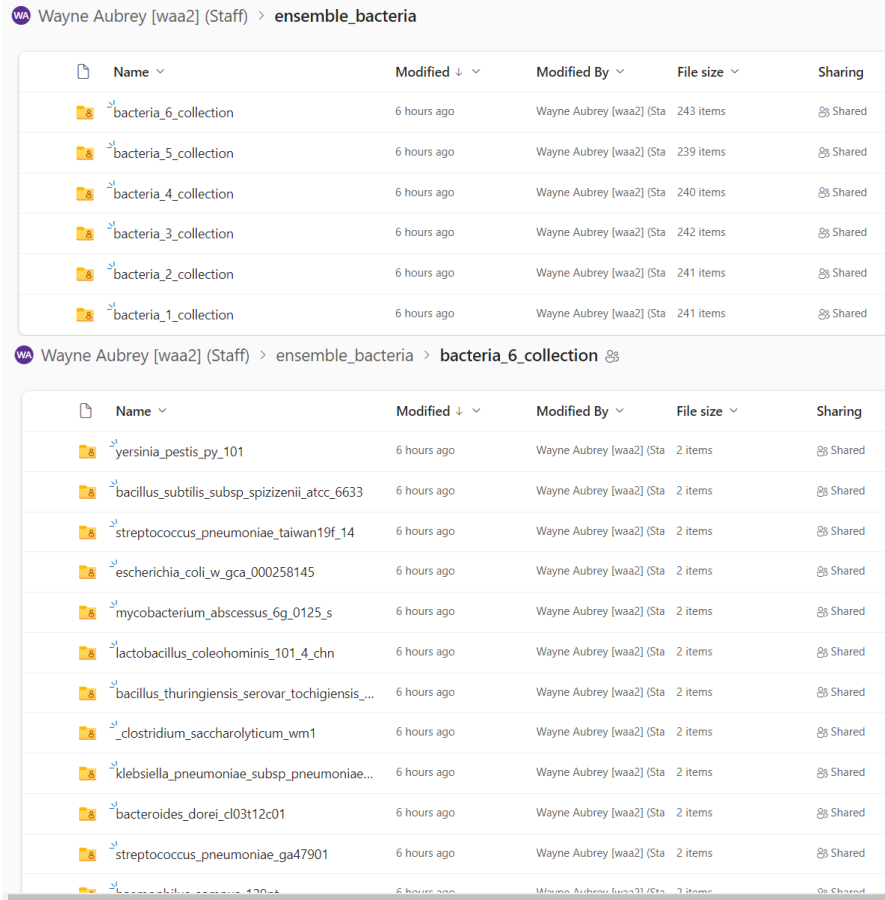 WA Wayne Aubrey [waa2] (Staff) > ensemble_bacteria
Name Modified ↓ Modified By File size Sharing
bacteria_6_collection 6 hours ago Wayne Aubrey [waa2] (Sta 243 items Shared
bacteria_5_collection 6 hours ago Wayne Aubrey [waa2] (Sta 239 items Shared
bacteria_4_collection 6 hours ago Wayne Aubrey [waa2] (Sta 240 items Shared
bacteria_3_collection 6 hours ago Wayne Aubrey [waa2] (Sta 242 items Shared
bacteria_2_collection 6 hours ago Wayne Aubrey [waa2] (Sta 241 items Shared
bacteria_1_collection 6 hours ago Wayne Aubrey [waa2] (Sta 241 items Shared
WA Wayne Aubrey [waa2] (Staff) > ensemble_bacteria > bacteria_6_collection
Name Modified ↓ Modified By File size Sharing
yersinia_pestis_py_101 6 hours ago Wayne Aubrey [waa2] (Sta 2 items Shared
bacillus_subtilis_subsp_spizizenii_atcc_6633 6 hours ago Wayne Aubrey [waa2] (Sta 2 items Shared
streptococcus_pneumoniae_taiwan19f_14 6 hours ago Wayne Aubrey [waa2] (Sta 2 items Shared
escherichia_coli_w_gca_000258145 6 hours ago Wayne Aubrey [waa2] (Sta 2 items Shared
mycobacterium_abscessus_6g_0125_s 6 hours ago Wayne Aubrey [waa2] (Sta 2 items Shared
lactobacillus_coleohominis_101_4_chn 6 hours ago Wayne Aubrey [waa2] (Sta 2 items Shared
bacillus_thuringiensis_serovar_tochigiensis_... 6 hours ago Wayne Aubrey [waa2] (Sta 2 items Shared
_clostridium_saccharolyticum_wm1 6 hours ago Wayne Aubrey [waa2] (Sta 2 items Shared
klebsiella_pneumoniae_subsp_pneumoniae... 6 hours ago Wayne Aubrey [waa2] (Sta 2 items Shared
bacteroides_dorei_cl03t12c01 6 hours ago Wayne Aubrey [waa2] (Sta 2 items Shared
streptococcus_pneumoniae_ga47901 6 hours ago Wayne Aubrey [waa2] (Sta 2 items Shared
6 hours ago Wayne Aubrey [waa2] (Sta 2 items Shared